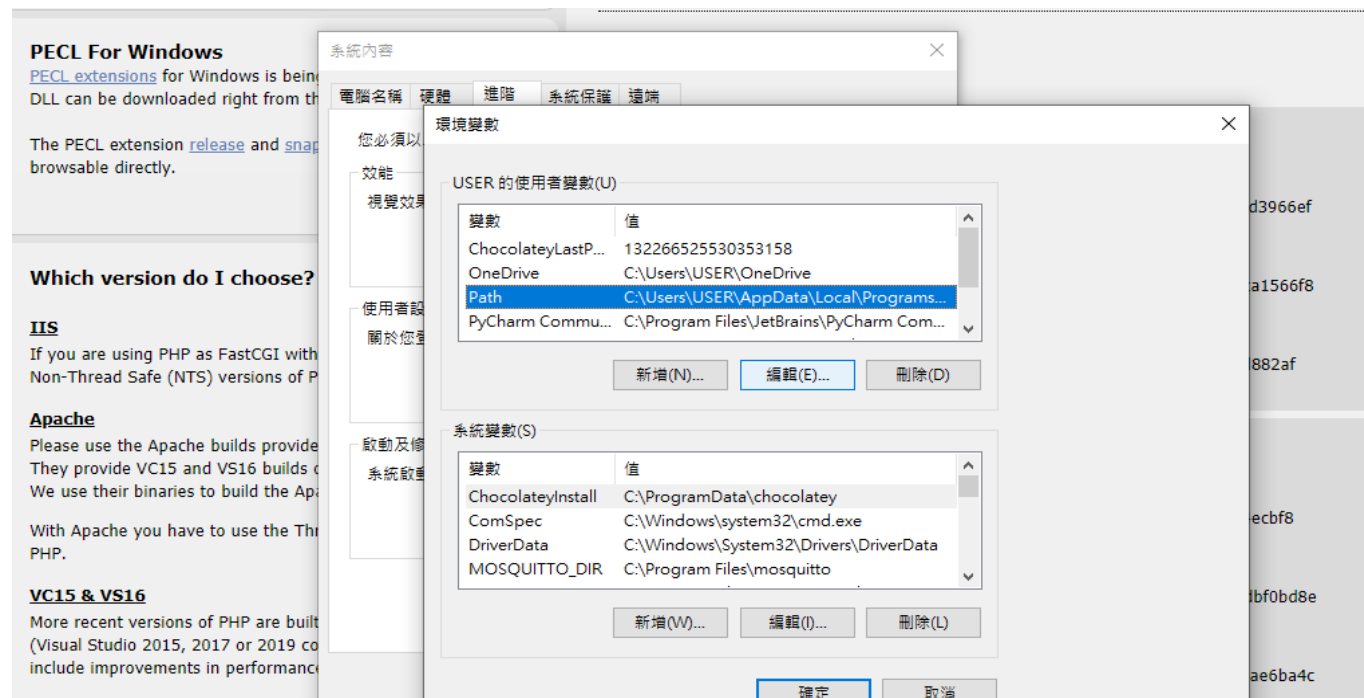 PECL For Windows
PECL extensions for Windows is being
DLL can be downloaded right from th
The PECL extension release and snap
browsable directly.
Which version do I choose?
IIS
If you are using PHP as FastCGI with
Non-Thread Safe (NTS) versions of P
Apache
Please use the Apache builds provide
They provide VC15 and VS16 builds
We use their binaries to build the Apa
With Apache you have to use the Thr
PHP.
VC15 & VS16
More recent versions of PHP are built
(Visual Studio 2015, 2017 or 2019 co
include improvements in performance
系統內容
電腦名稱 硬體 進階 系統保護 遠端
您必須以
效能
視覺效果
使用者設
關於您登
啟動及修
系統啟動
環境變數
USER 的使用者變數(U)
變數 值
ChocolateyLastP... 132266525530353158
OneDrive C:\Users\USER\OneDrive
Path C:\Users\USER\AppData\Local\Programs...
PyCharm Commu... C:\Program Files\JetBrains\PyCharm Com...
新增(N)... 編輯(E)... 刪除(D)
系統變數(S)
變數 值
ChocolateyInstall C:\ProgramData\chocolatey
ComSpec C:\Windows\system32\cmd.exe
DriverData C:\Windows\System32\Drivers\DriverData
MOSQUITTO_DIR C:\Program Files\mosquitto
新增(W)... 編輯(I)... 刪除(L)
確定 取消
d3966ef
a1566f8
882af
ecbf8
bf0bd8e
ae6ba4c